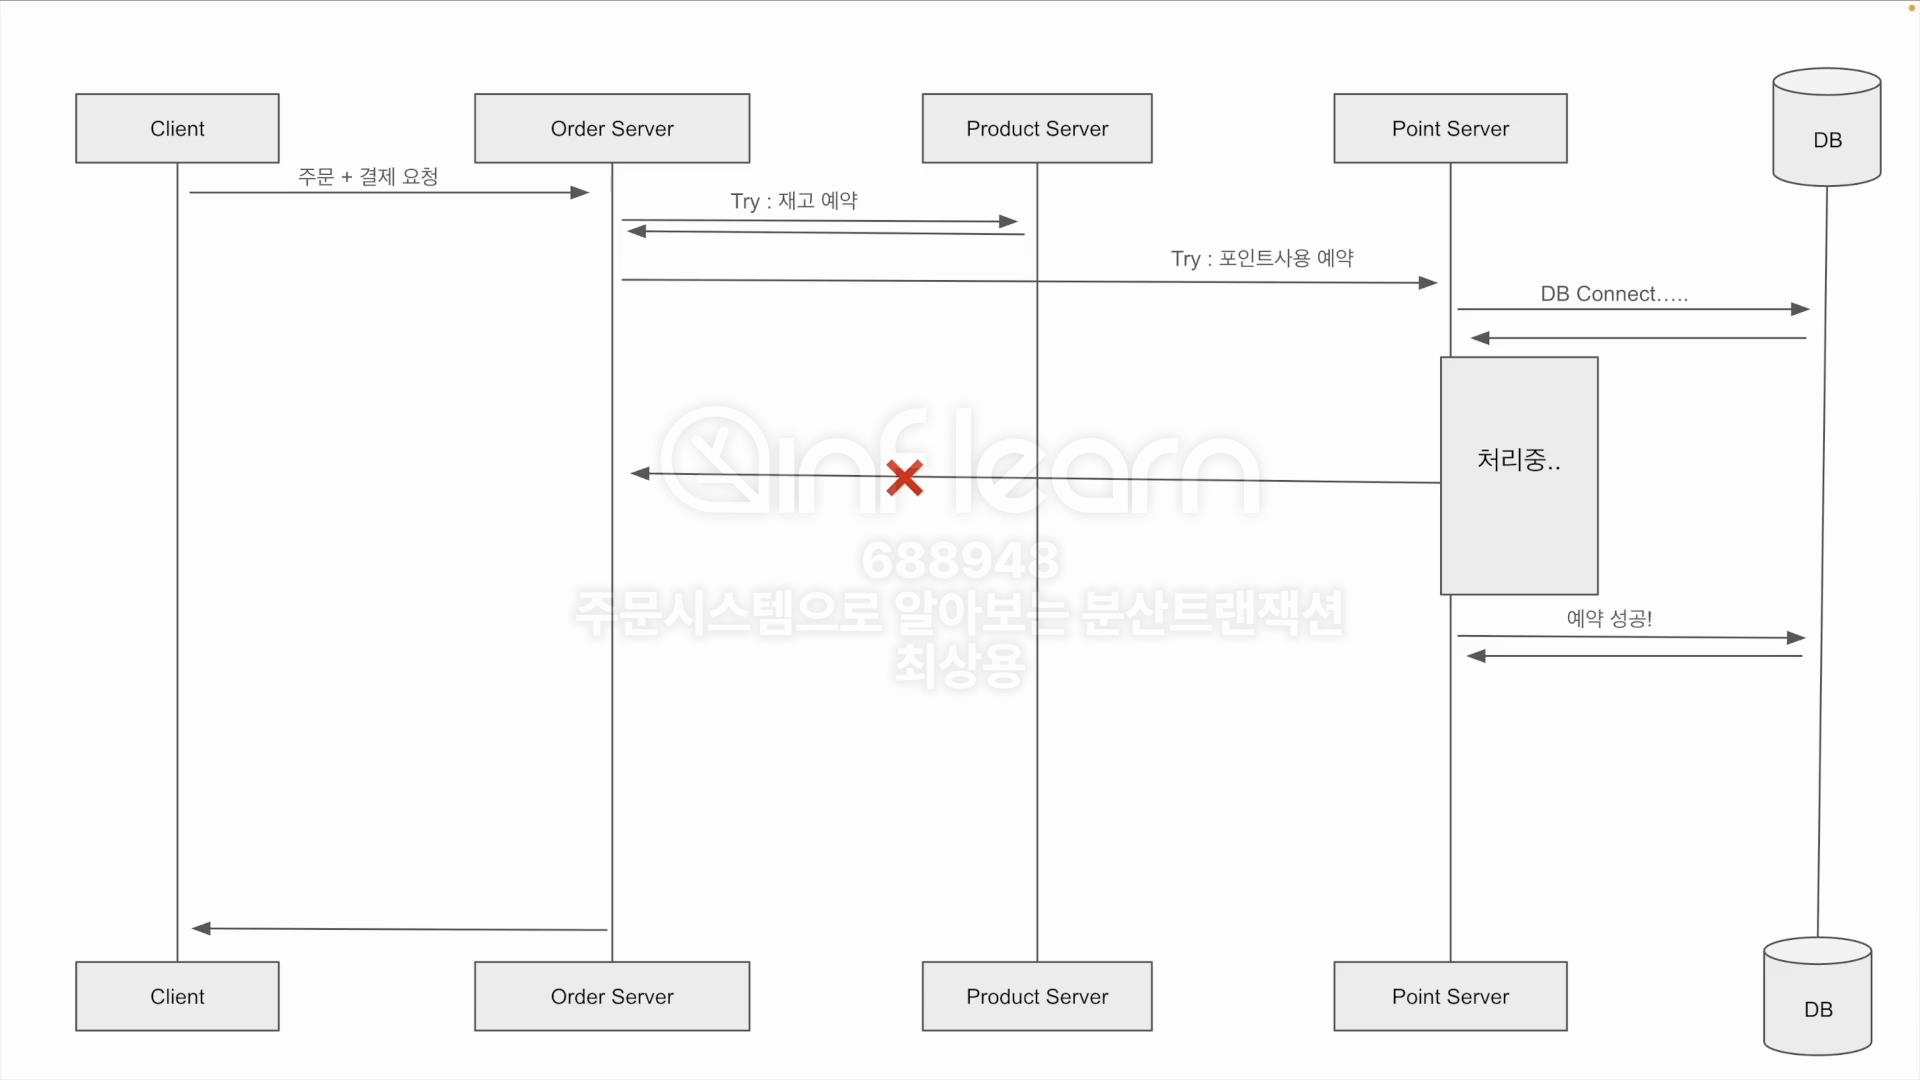 Client
Order Server
Product Server
Point Server
DB
주문 + 결제 요청
Try : 재고 예약
Try : 포인트사용 예약
DB Connect.....
처리중..
inflearn
688948
주문시스템으로 알아보는 분산트랜잭션
최상용
예약 성공!
Client
Order Server
Product Server
Point Server
DB